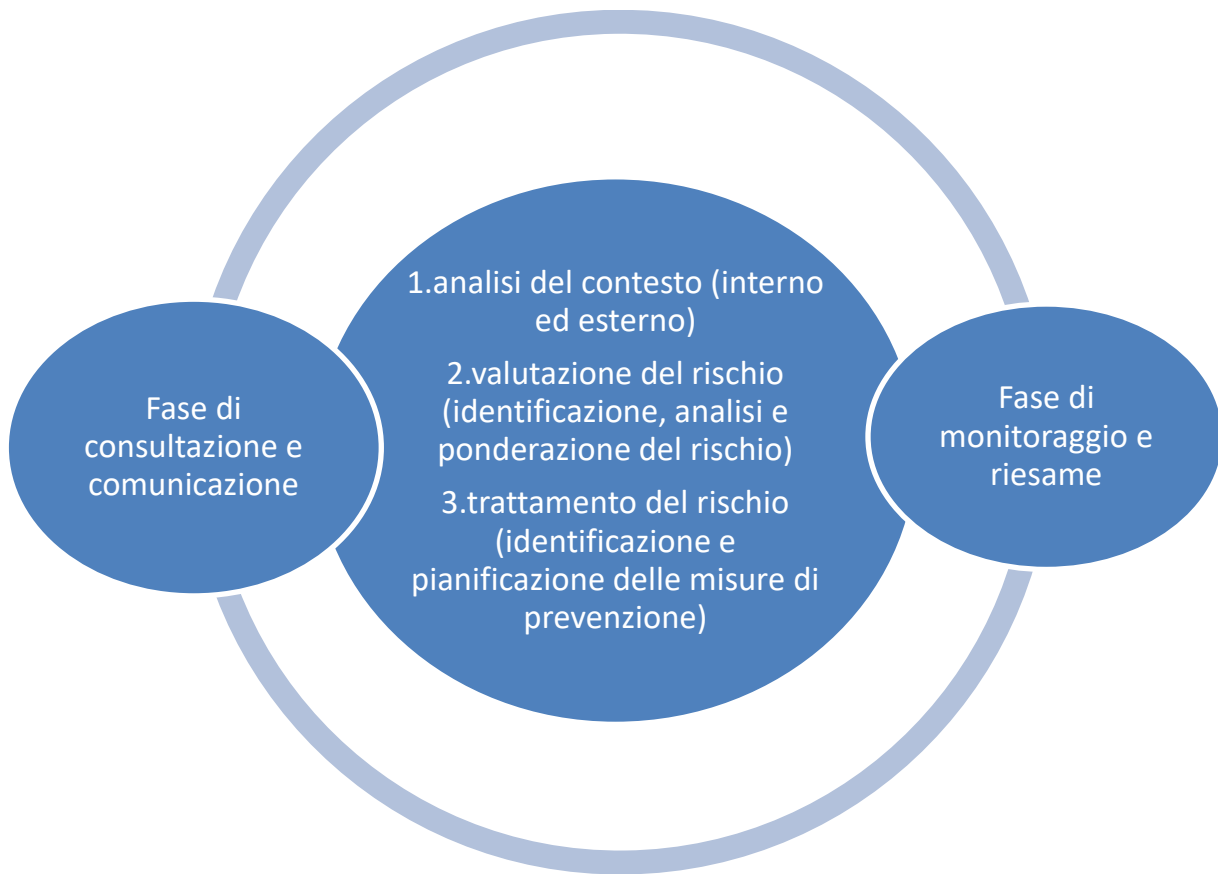 Fase di
consultazione e
comunicazione
1.analisi del contesto (interno
ed esterno)
2.valutazione del rischio
(identificazione, analisi e
ponderazione del rischio)
3.trattamento del rischio
(identificazione e
pianificazione delle misure di
prevenzione)
Fase di
monitoraggio e
riesame